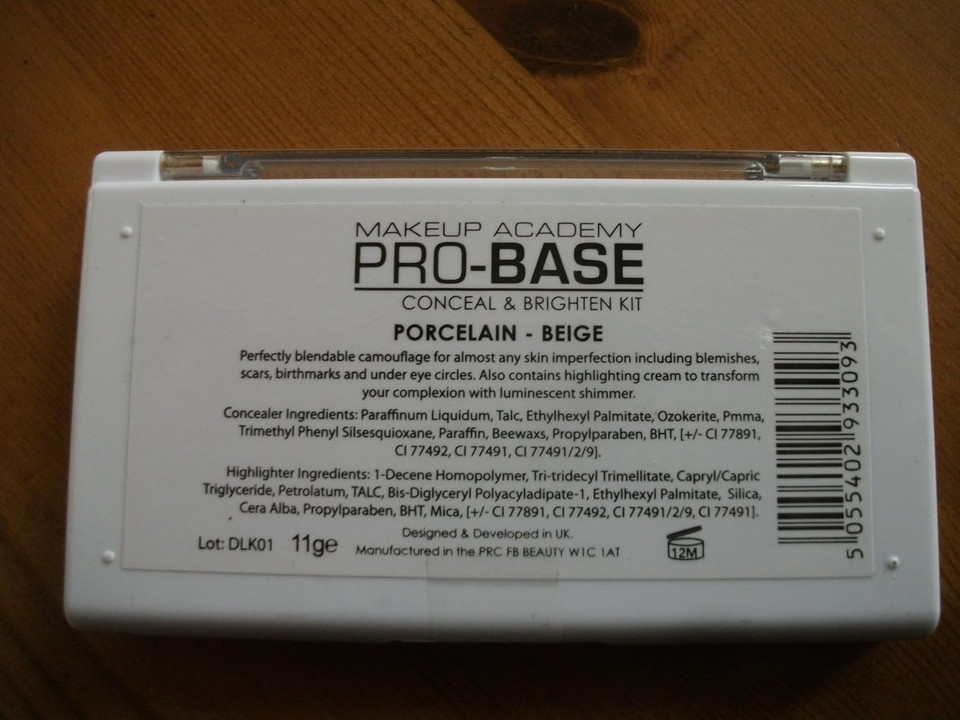 MAKEUP ACADEMY
PRO-BASE
CONCEAL & BRIGHTEN KIT
PORCELAIN - BEIGE
Perfectly blendable camouflage for almost any skin imperfection including blemishes,
scars, birthmarks and under eye circles. Also contains highlighting cream to transform
your complexion with luminescent shimmer.
Concealer Ingredients: Paraffinum Liquidum, Talc, Ethylhexyl Palmitate, Ozokerite, Pmma,
Trimethyl Phenyl Silsesquioxane, Paraffin, Beewaxs, Propylparaben, BHT, [+/- CI 77891,
CI 77492, CI 77491, CI 77491/2/9].
Highlighter Ingredients: 1-Decene Homopolymer, Tri-tridecyl Trimellitate, Capryl/Capric
Triglyceride, Petrolatum, TALC, Bis-Diglyceryl Polyacyladipate-1, Ethylhexyl Palmitate, Silica,
Cera Alba, Propylparaben, BHT, Mica, [+/- CI 77891, CI 77492, CI 77491/2/9, CI 77491].
Lot: DLK01 11ge
Designed & Developed in UK.
Manufactured in the PRC FB BEAUTY W1C 1AT
12M
5 055402 933093